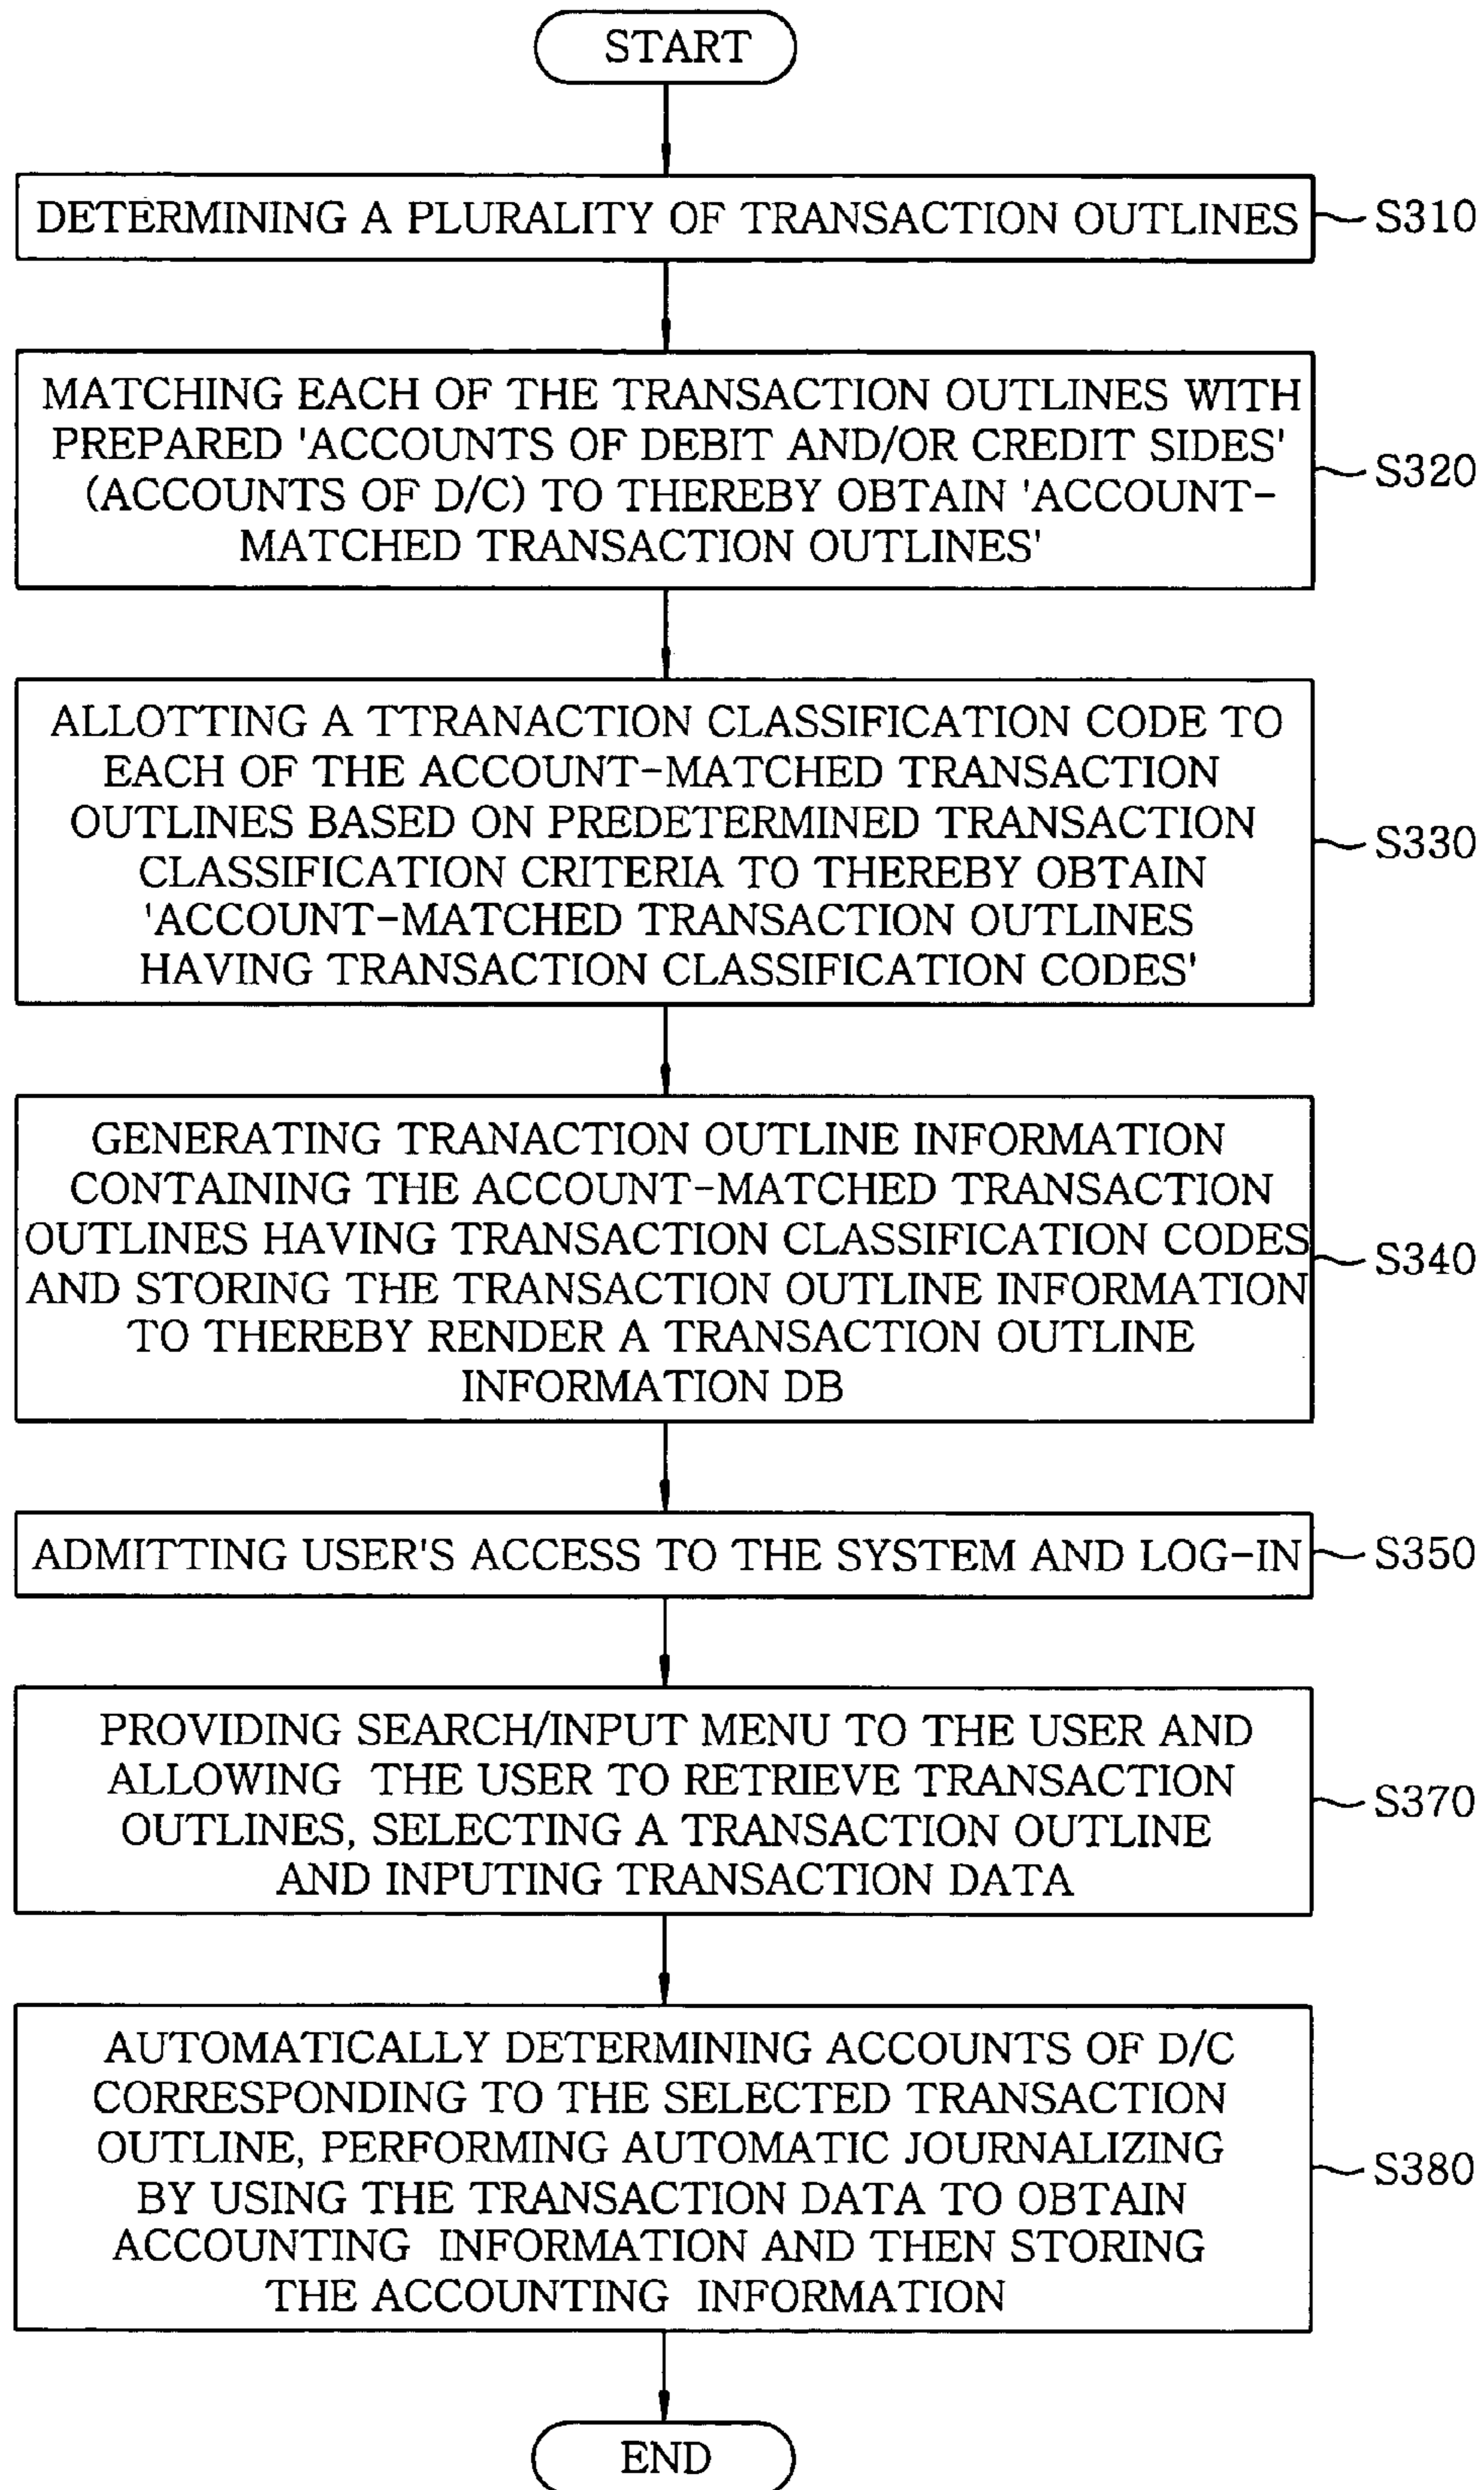 START
DETERMINING A PLURALITY OF TRANSACTION OUTLINES
S310
MATCHING EACH OF THE TRANSACTION OUTLINES WITH
PREPARED 'ACCOUNTS OF DEBIT AND/OR CREDIT SIDES'
(ACCOUNTS OF D/C) TO THEREBY OBTAIN 'ACCOUNT-
MATCHED TRANSACTION OUTLINES'
S320
ALLOTTING A TTRANACTION CLASSIFICATION CODE TO
EACH OF THE ACCOUNT-MATCHED TRANSACTION
OUTLINES BASED ON PREDETERMINED TRANSACTION
CLASSIFICATION CRITERIA TO THEREBY OBTAIN
'ACCOUNT-MATCHED TRANSACTION OUTLINES
HAVING TRANSACTION CLASSIFICATION CODES'
S330
GENERATING TRANACTION OUTLINE INFORMATION
CONTAINING THE ACCOUNT-MATCHED TRANSACTION
OUTLINES HAVING TRANSACTION CLASSIFICATION CODES
AND STORING THE TRANSACTION OUTLINE INFORMATION
TO THEREBY RENDER A TRANSACTION OUTLINE
INFORMATION DB
S340
ADMITTING USER'S ACCESS TO THE SYSTEM AND LOG-IN
S350
PROVIDING SEARCH/INPUT MENU TO THE USER AND
ALLOWING THE USER TO RETRIEVE TRANSACTION
OUTLINES, SELECTING A TRANSACTION OUTLINE
AND INPUTING TRANSACTION DATA
S370
AUTOMATICALLY DETERMINING ACCOUNTS OF D/C
CORRESPONDING TO THE SELECTED TRANSACTION
OUTLINE, PERFORMING AUTOMATIC JOURNALIZING
BY USING THE TRANSACTION DATA TO OBTAIN
ACCOUNTING INFORMATION AND THEN STORING
THE ACCOUNTING INFORMATION
S380
END